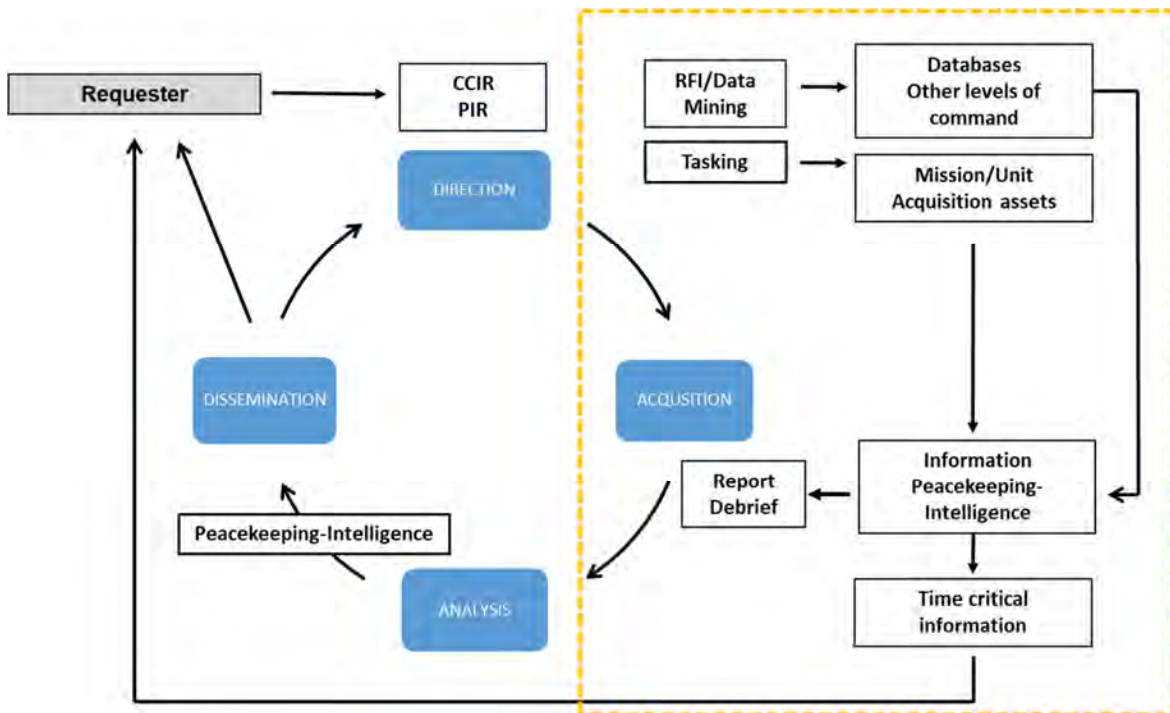 Requester
CCIR
PIR
DIRECTION
RFI/Data
Mining
Databases
Other levels of
command
Tasking
Mission/Unit
Acquisition assets
DISSEMINATION
ACQUSITION
Information
Peacekeeping-
Intelligence
Report
Debrief
Peacekeeping-Intelligence
ANALYSIS
Time critical
information